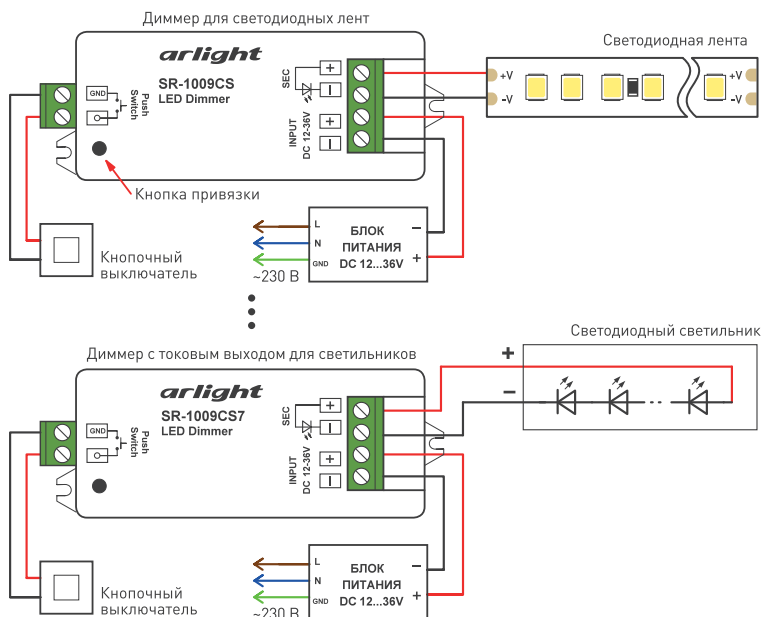 Диммер для светодиодных лент
Светодиодная лента
arlight
SR-1009CS
LED Dimmer
GND
Push
Switch
SEC
+
–
INPUT
DC 12-36V
+
–
+V
-V
+V
-V
Кнопка привязки
Кнопочный
выключатель
L
N
GND
~230 В
БЛОК
ПИТАНИЯ
DC 12...36V
–
+
Светодиодный светильник
Диммер с токовым выходом для светильников
+
–
arlight
SR-1009CS7
LED Dimmer
GND
Push
Switch
SEC
+
–
INPUT
DC 12-36V
+
–
Кнопочный
выключатель
L
N
GND
~230 В
БЛОК
ПИТАНИЯ
DC 12...36V
–
+